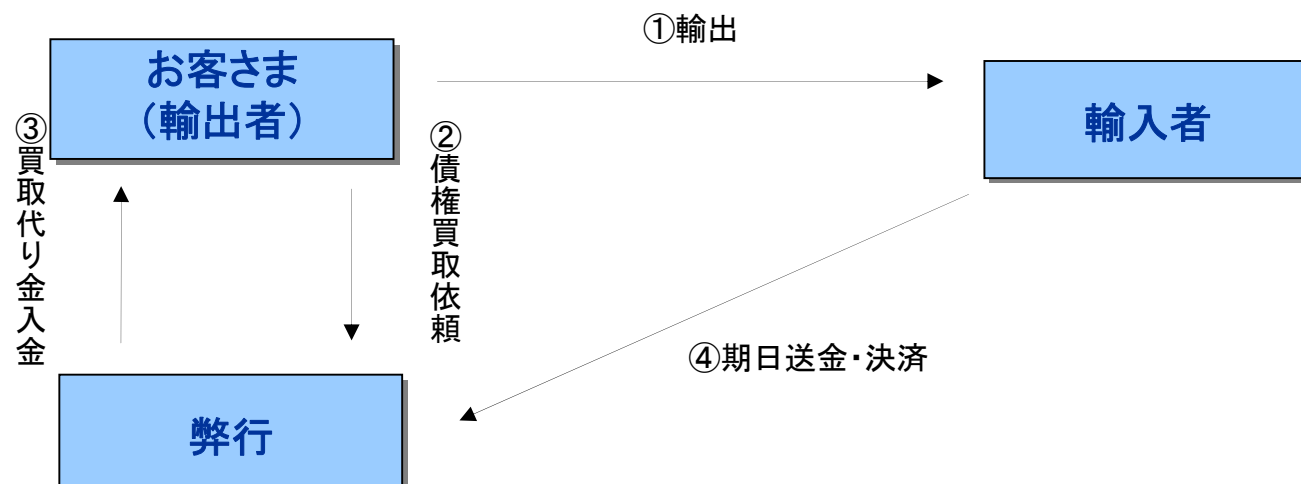 ①輸出
お客さま
（輸出者）
輸入者
③買取代り金入金
②債権買取依頼
④期日送金・決済
弊行